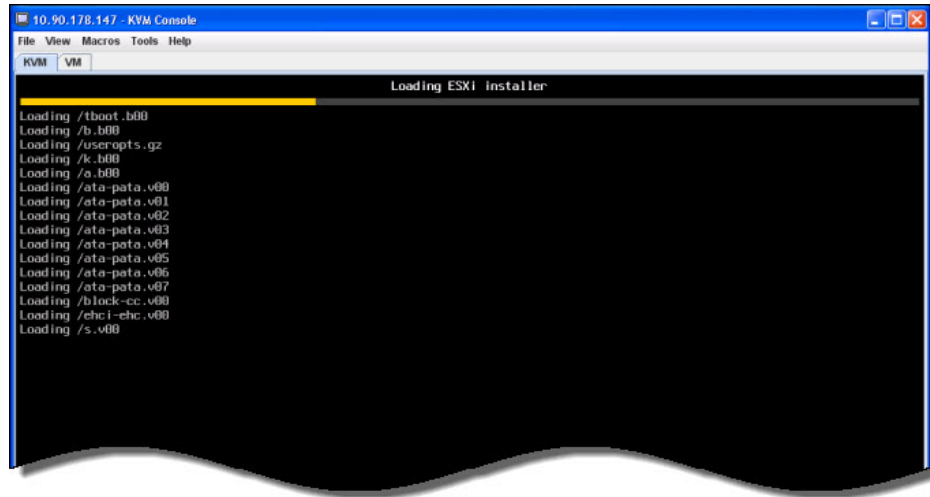 10.90.178.147 - KVM Console
File View Macros Tools Help
KVM VM
Loading ESXi installer
Loading /tboot.b00
Loading /b.b00
Loading /useropts.gz
Loading /k.b00
Loading /a.b00
Loading /ata-pata.v00
Loading /ata-pata.v01
Loading /ata-pata.v02
Loading /ata-pata.v03
Loading /ata-pata.v04
Loading /ata-pata.v05
Loading /ata-pata.v06
Loading /ata-pata.v07
Loading /block-cc.v00
Loading /ehci-ehc.v00
Loading /s.v00